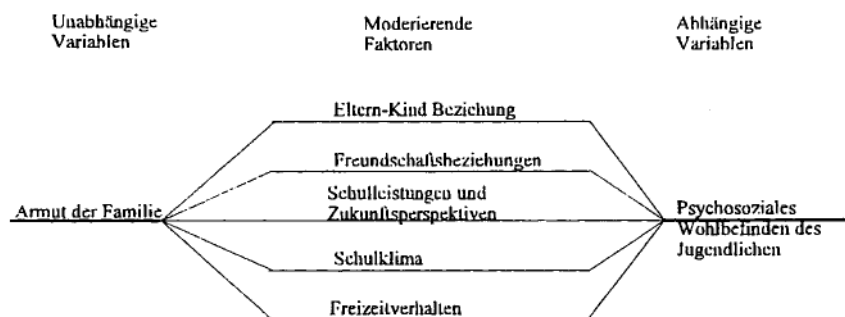 Unabhängige
Variablen
Moderierende
Faktoren
Abhängige
Variablen
Eltern-Kind Beziehung
Freundschaftsbeziehungen
Schulleistungen und
Zukunftsperspektiven
Armut der Familie
Psychosoziales
Wohlbefinden des
Jugendlichen
Schulklima
Freizeitverhalten